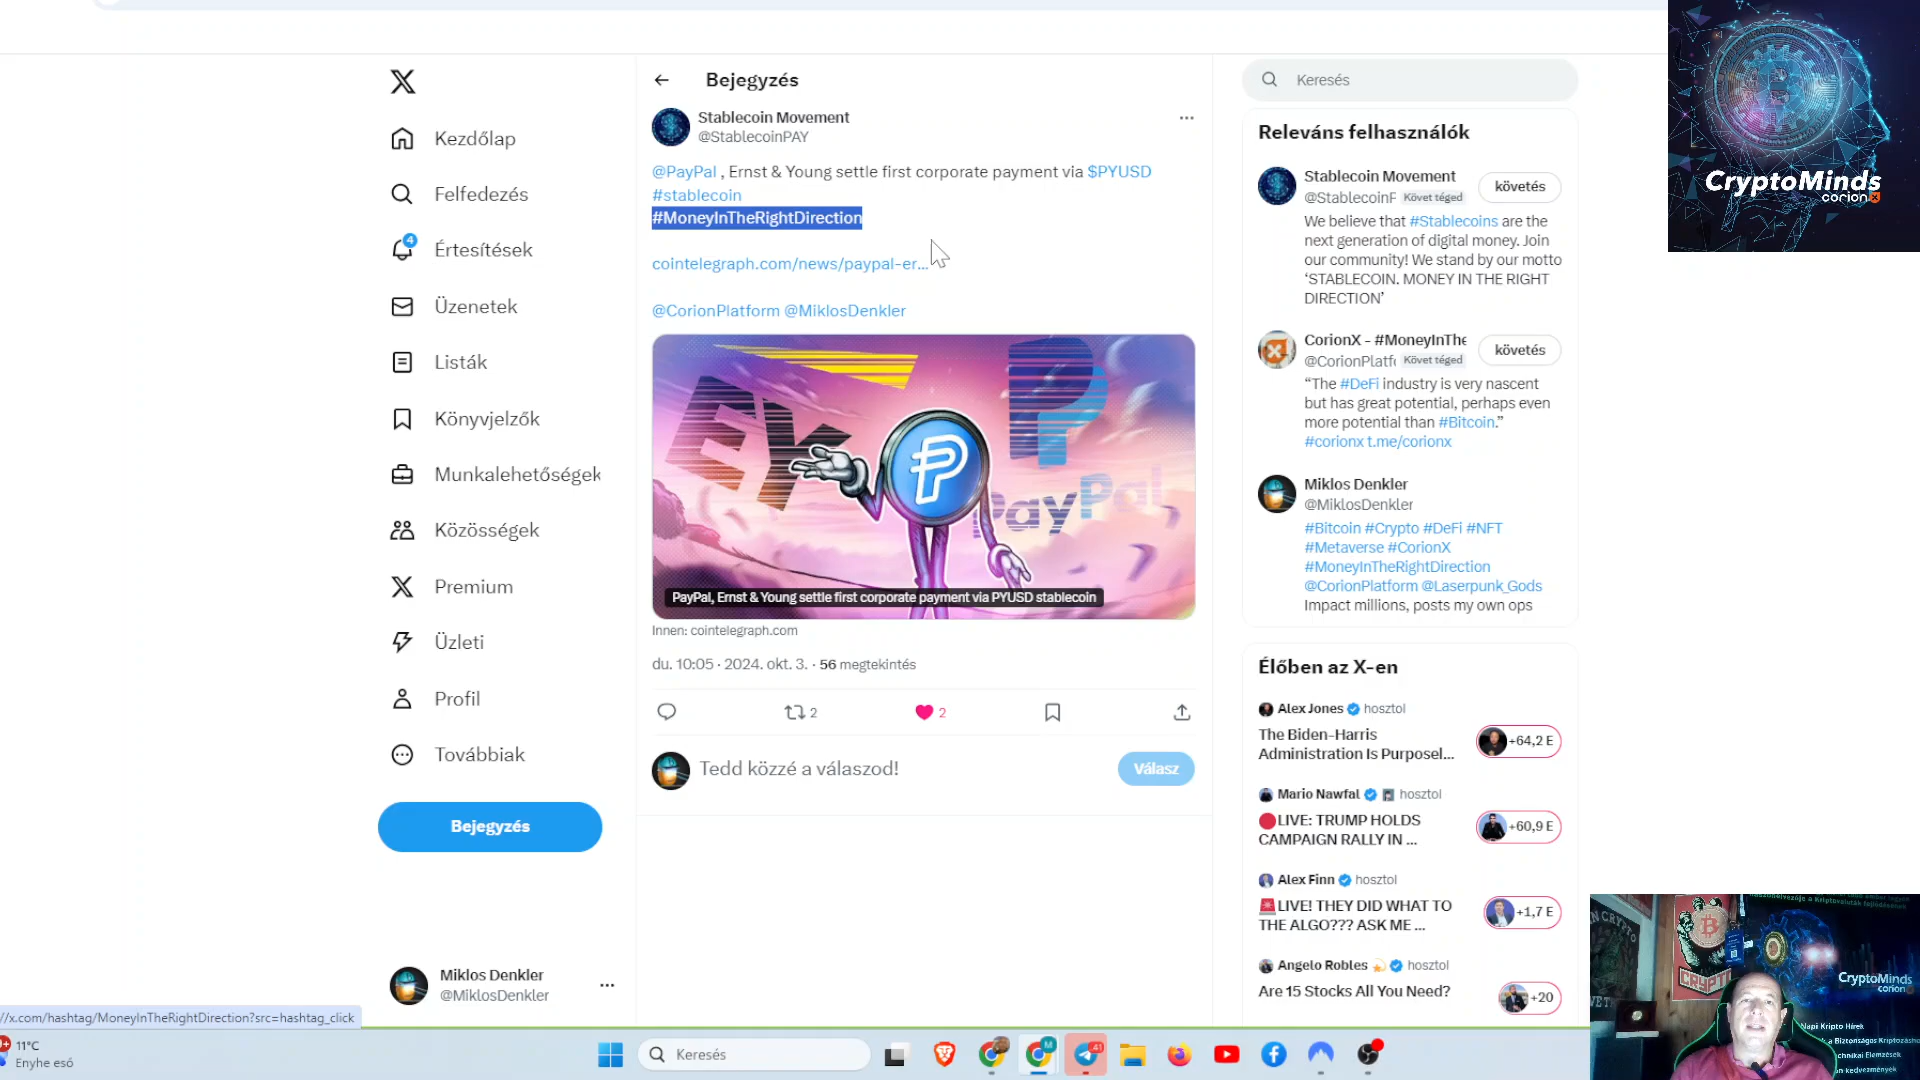 Bejegyzés
Keresés
Stablecoin Movement
@StablecoinPAY
@PayPal , Ernst & Young settle first corporate payment via $PYUSD
#stablecoin
#MoneyInTheRightDirection
cointelegraph.com/news/paypal-er...
@CorionPlatform @MiklosDenkler
EY
PayPal
PayPal, Ernst & Young settle first corporate payment via PYUSD stablecoin
Innen: cointelegraph.com
du. 10:05 · 2024. okt. 3. · 56 megtekintés
2
2
Tedd közzé a válaszod!
Válasz
Kezdőlap
Felfedezés
4
Értesítések
Üzenetek
Listák
Könyvjelzők
Munkalehetőségek
Közösségek
Premium
Üzleti
Profil
Továbbiak
Bejegyzés
Miklos Denkler
@MiklosDenkler
Releváns felhasználók
Stablecoin Movement
követés
@StablecoinF Követ téged
We believe that #Stablecoins are the
next generation of digital money. Join
our community! We stand by our motto
‘STABLECOIN. MONEY IN THE RIGHT
DIRECTION’
CorionX - #MoneyInThe
követés
@CorionPlatf Követ téged
“The #DeFi industry is very nascent
but has great potential, perhaps even
more potential than #Bitcoin.”
#corionx t.me/corionx
Miklos Denkler
@MiklosDenkler
#Bitcoin #Crypto #DeFi #NFT
#Metaverse #CorionX
#MoneyInTheRightDirection
@CorionPlatform @Laserpunk_Gods
Impact millions, posts my own ops
Élőben az X-en
Alex Jones hosztol
The Biden-Harris
Administration Is Purposel...
+64,2 E
Mario Nawfal hosztol
LIVE: TRUMP HOLDS
CAMPAIGN RALLY IN ...
+60,9 E
Alex Finn hosztol
LIVE! THEY DID WHAT TO
THE ALGO??? ASK ME ...
+1,7 E
Angelo Robles hosztol
Are 15 Stocks All You Need?
+20
CryptoMinds
corion
CryptoMinds
corion
Napi Kripto Hírek
//x.com/hashtag/MoneyInTheRightDirection?src=hashtag_click
11°C
Enyhe eső
Keresés